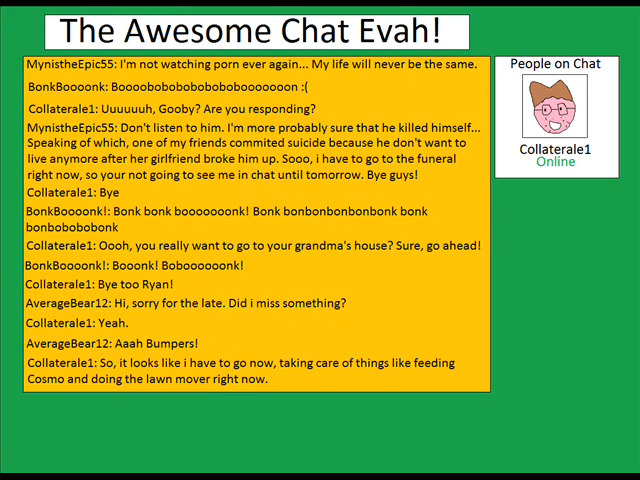 The Awesome Chat Evah!
MynistheEpic55: I'm not watching porn ever again... My life will never be the same.
BonkBoooonk: Boooobobobobobobobooooooon :(
Collaterale1: Uuuuuuh, Gooby? Are you responding?
MynistheEpic55: Don't listen to him. I'm more probably sure that he killed himself...
Speaking of which, one of my friends commited suicide because he don't want to
live anymore after her girlfriend broke him up. Sooo, i have to go to the funeral
right now, so your not going to see me in chat until tomorrow. Bye guys!
Collaterale1: Bye
BonkBoooonk!: Bonk bonk booooooonk! Bonk bonbonbonbonbonk bonk
bonbobobobonk
Collaterale1: Oooh, you really want to go to your grandma's house? Sure, go ahead!
BonkBoooonk!: Booonk! Boboooooonk!
Collaterale1: Bye too Ryan!
AverageBear12: Hi, sorry for the late. Did i miss something?
Collaterale1: Yeah.
AverageBear12: Aaah Bumpers!
Collaterale1: So, it looks like i have to go now, taking care of things like feeding
Cosmo and doing the lawn mover right now.
People on Chat
Collaterale1
Online